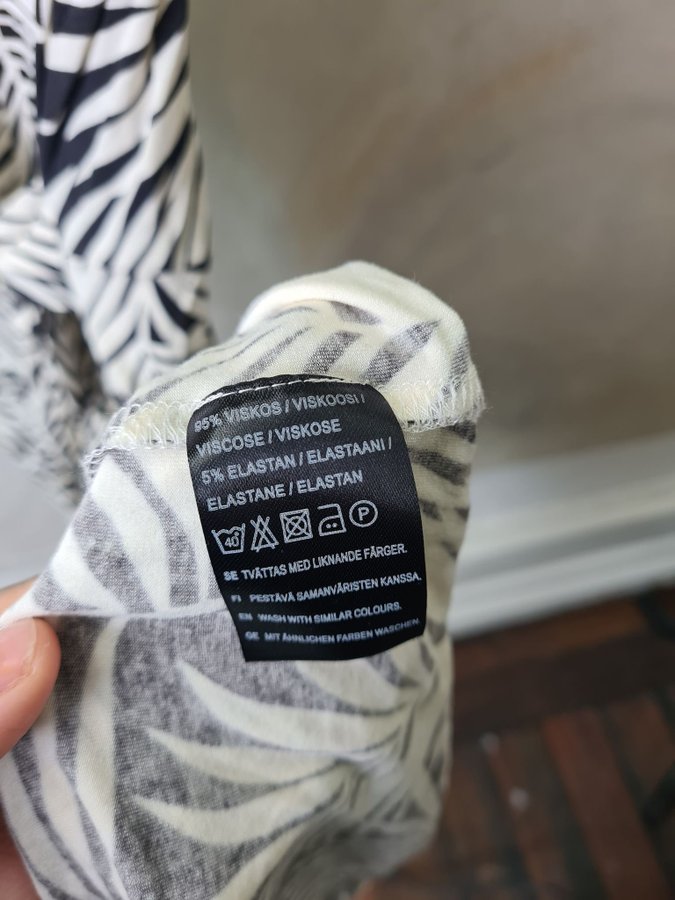 95% VISKOS / VISKOOSI /
VISCOSE / VISKOSE
5% ELASTAN / ELASTAANI /
ELASTANE / ELASTAN
40 P
SE TVÄTTAS MED LIKNANDE FÄRGER.
FI PESTÄVÄ SAMANVÄRISTEN KANSSA.
EN WASH WITH SIMILAR COLOURS.
GE MIT ÄHNLICHEN FARBEN WASCHEN.